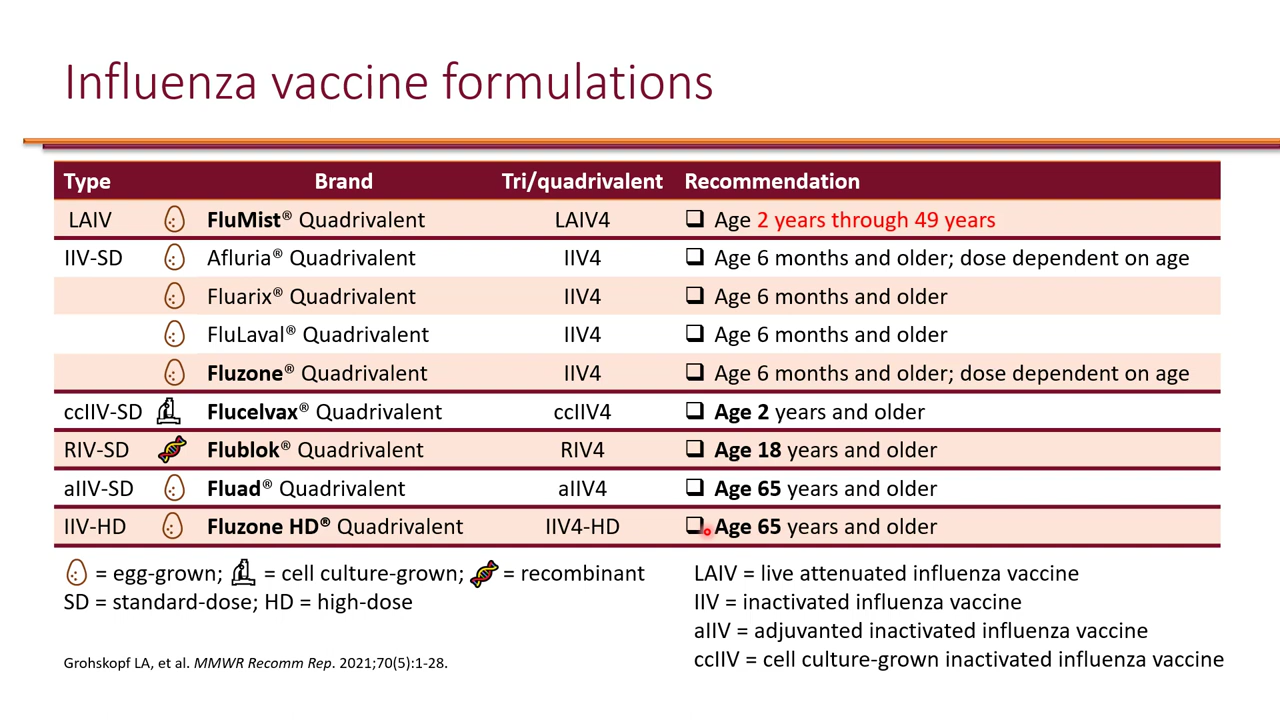 Influenza vaccine formulations
Type Brand Tri/quadrivalent Recommendation
LAIV FluMist® Quadrivalent LAIV4 ❑ Age 2 years through 49 years
IIV-SD Afluria® Quadrivalent IIV4 ❑ Age 6 months and older; dose dependent on age
Fluarix® Quadrivalent IIV4 ❑ Age 6 months and older
FluLaval® Quadrivalent IIV4 ❑ Age 6 months and older
Fluzone® Quadrivalent IIV4 ❑ Age 6 months and older; dose dependent on age
ccIIV-SD Flucelvax® Quadrivalent ccIIV4 ❑ Age 2 years and older
RIV-SD Flublok® Quadrivalent RIV4 ❑ Age 18 years and older
aIIV-SD Fluad® Quadrivalent aIIV4 ❑ Age 65 years and older
IIV-HD Fluzone HD® Quadrivalent IIV4-HD ❑ Age 65 years and older
= egg-grown; = cell culture-grown; = recombinant
SD = standard-dose; HD = high-dose
LAIV = live attenuated influenza vaccine
IIV = inactivated influenza vaccine
aIIV = adjuvanted inactivated influenza vaccine
ccIIV = cell culture-grown inactivated influenza vaccine
Grohskopf LA, et al. MMWR Recomm Rep. 2021;70(5):1-28.